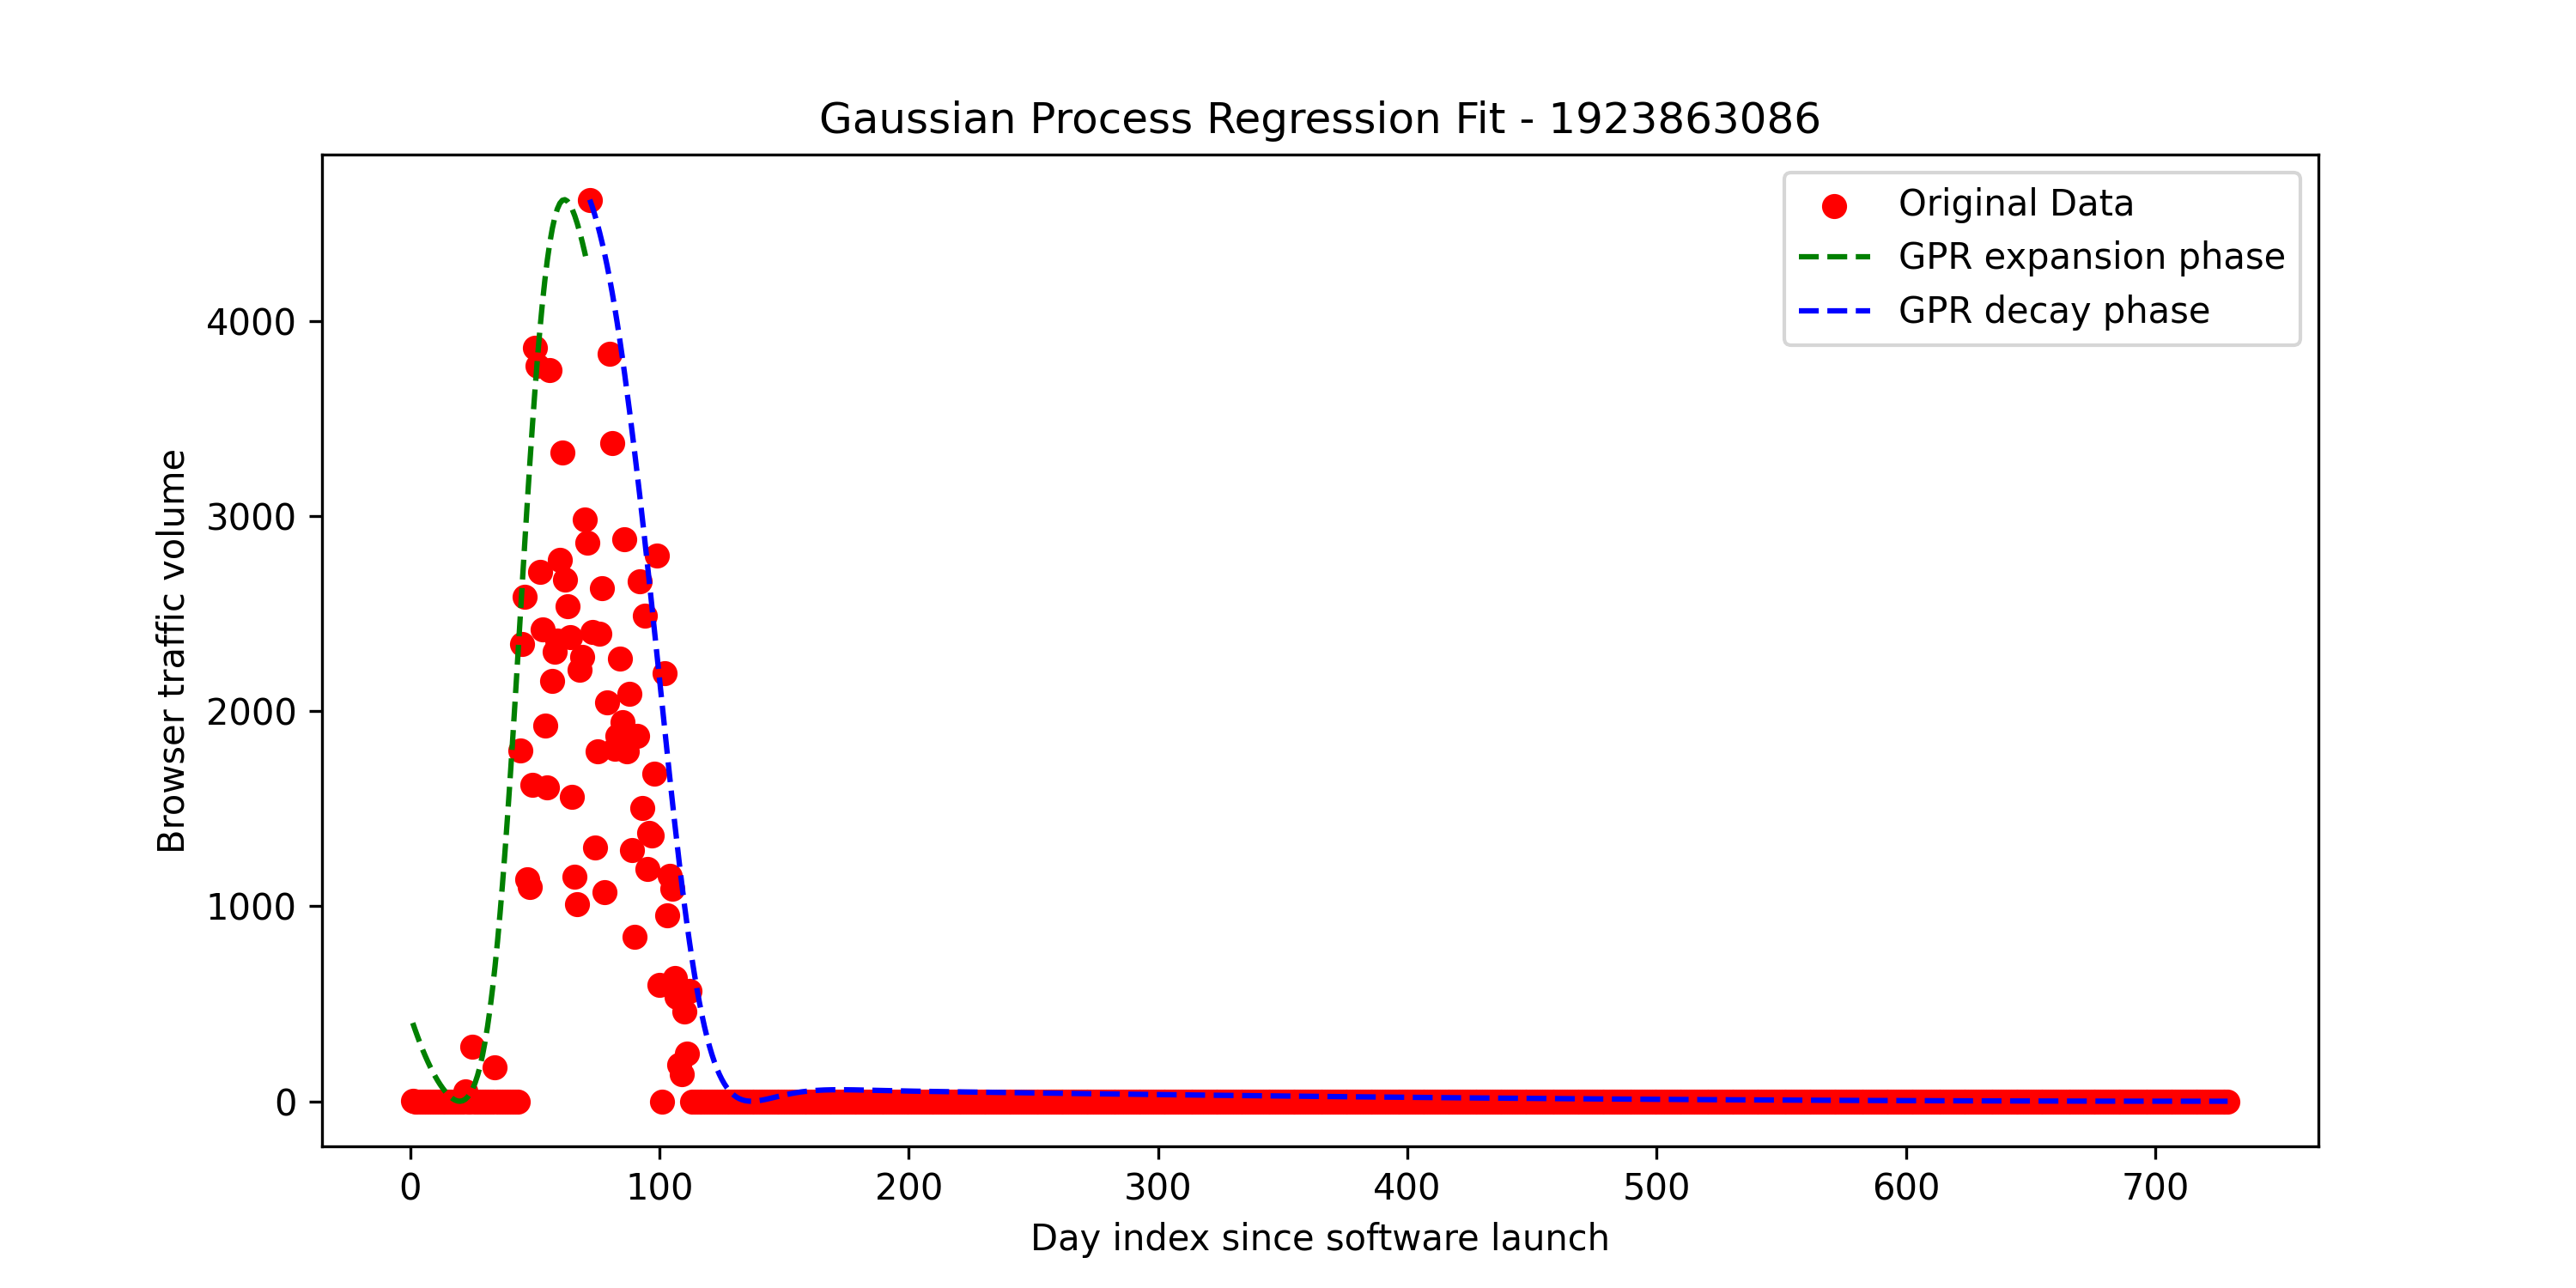 Gaussian Process Regression Fit - 1923863086
Original Data
GPR expansion phase
GPR decay phase
Browser traffic volume
4000
3000
2000
1000
0
0 100 200 300 400 500 600 700
Day index since software launch